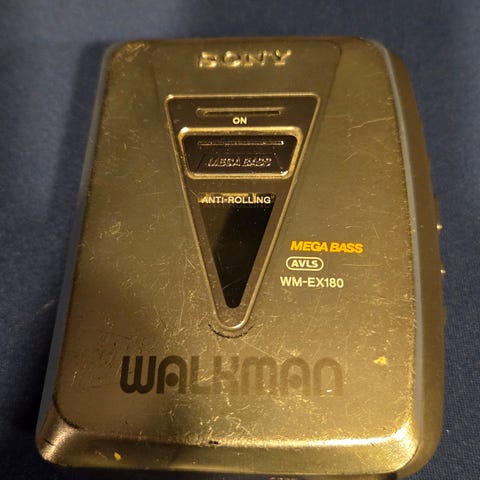 SONY
ON
MEGA BASS
ANTI-ROLLING
MEGA BASS
AVLS
WM-EX180
WALKMAN